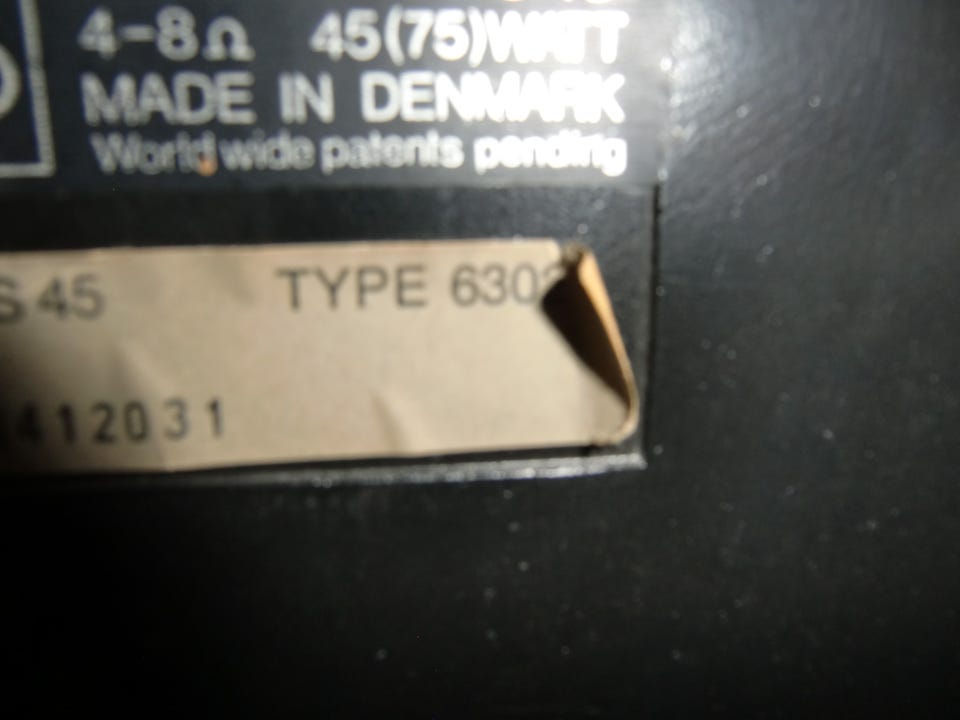 4-8Ω 45(75)WATT
MADE IN DENMARK
World wide patents pending
S 45 TYPE 630
412031